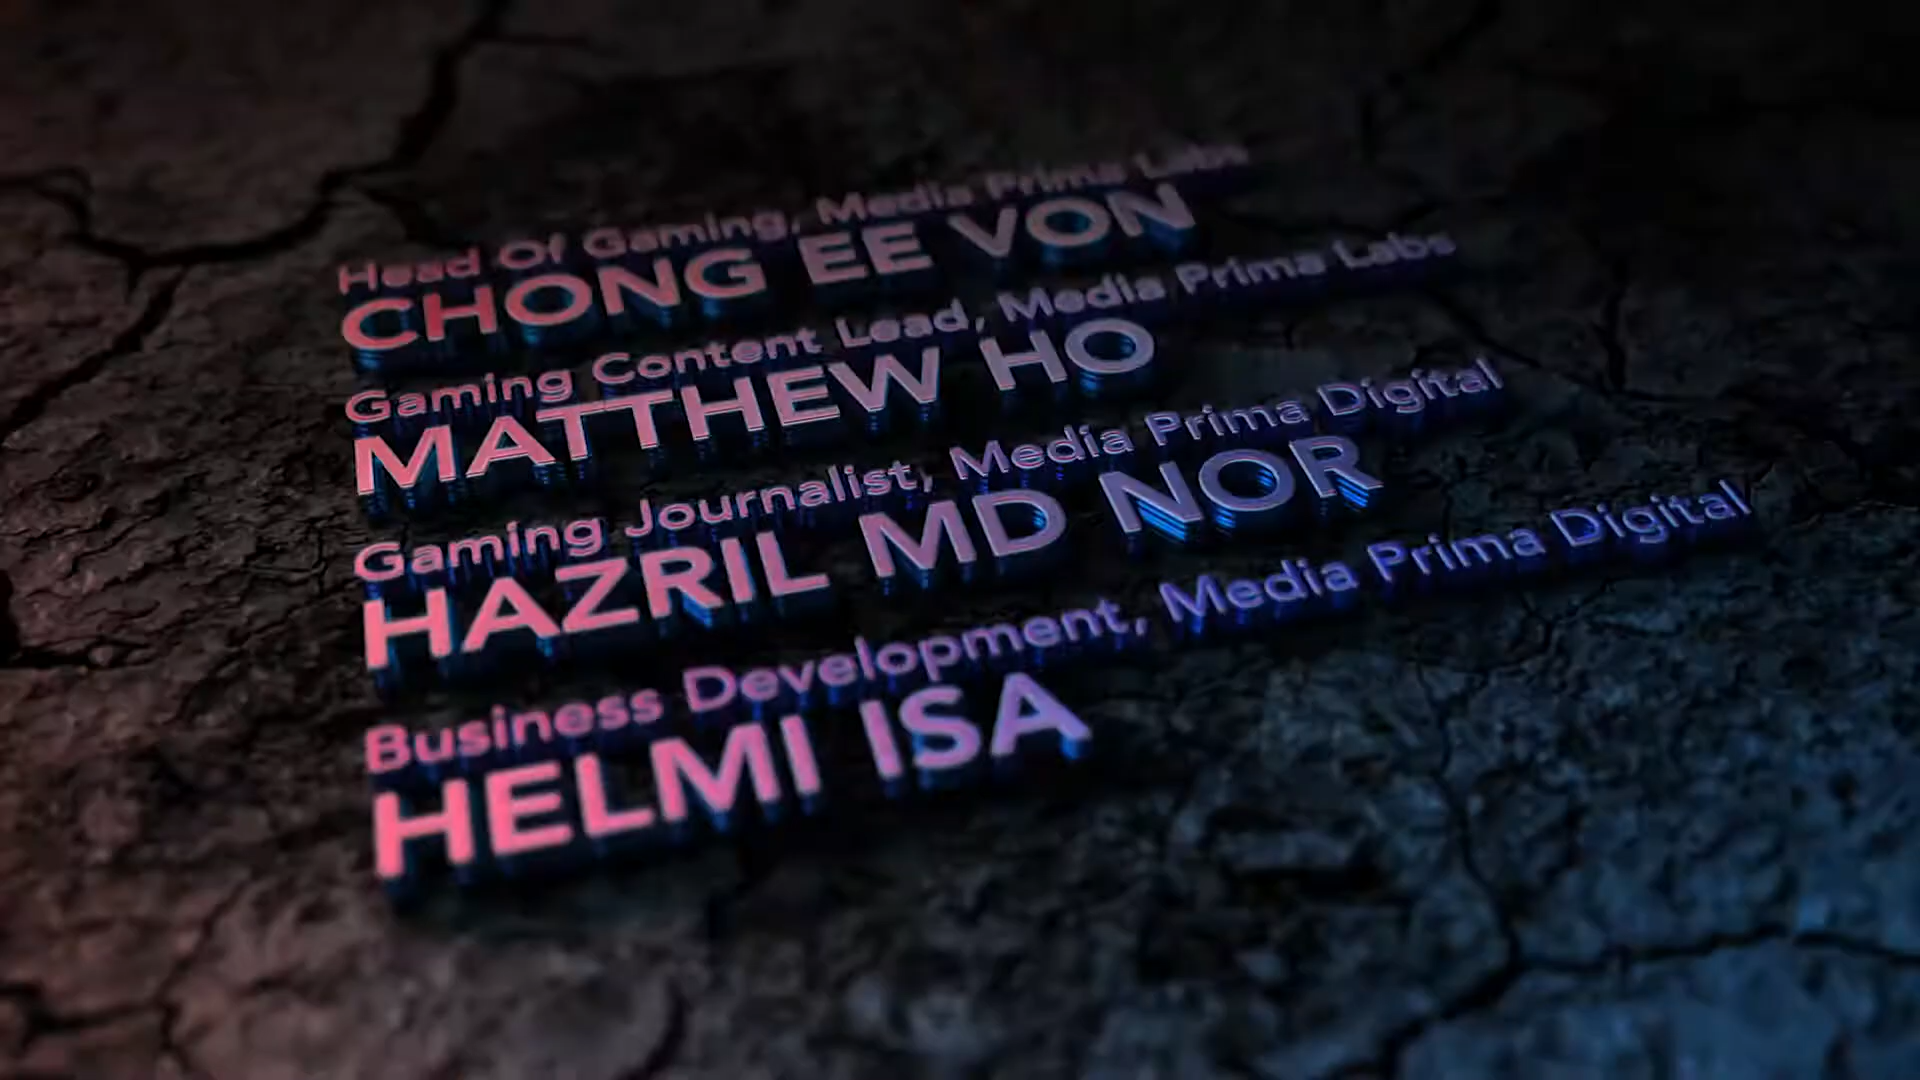 Head Of Gaming, Media Prima Labs
CHONG EE VON
Gaming Content Lead, Media Prima Labs
MATTHEW HO
Gaming Journalist, Media Prima Digital
HAZRIL MD NOR
Business Development, Media Prima Digital
HELMI ISA